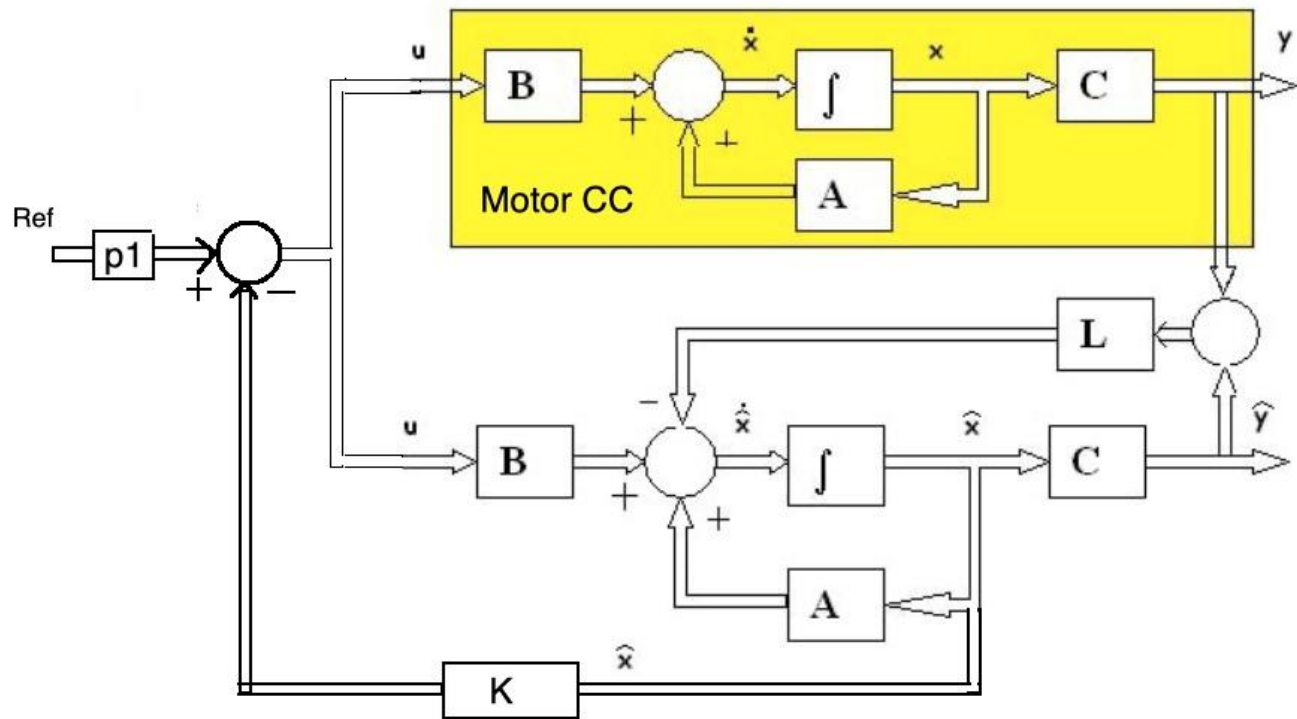 u
B
ẋ
∫
x
C
y
+
+
A
Motor CC
Ref
p1
+
−
L
−
u
B
x̂̇
∫
x̂
C
ŷ
+
+
A
x̂
K